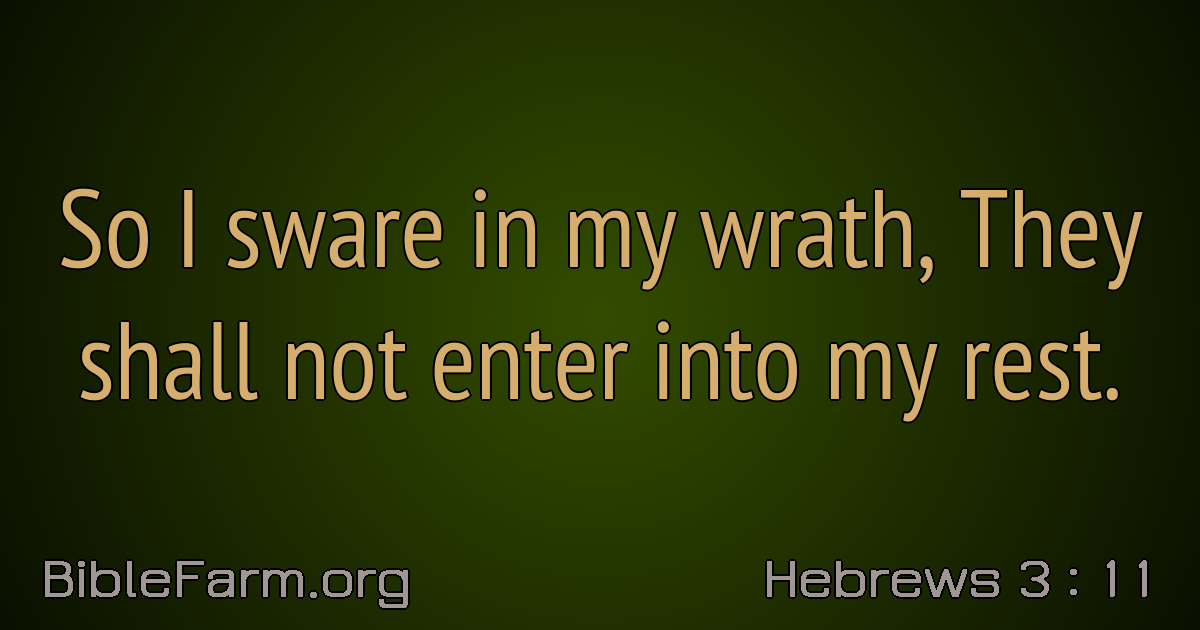 So I sware in my wrath, They
shall not enter into my rest.
BibleFarm.org
Hebrews 3 : 11